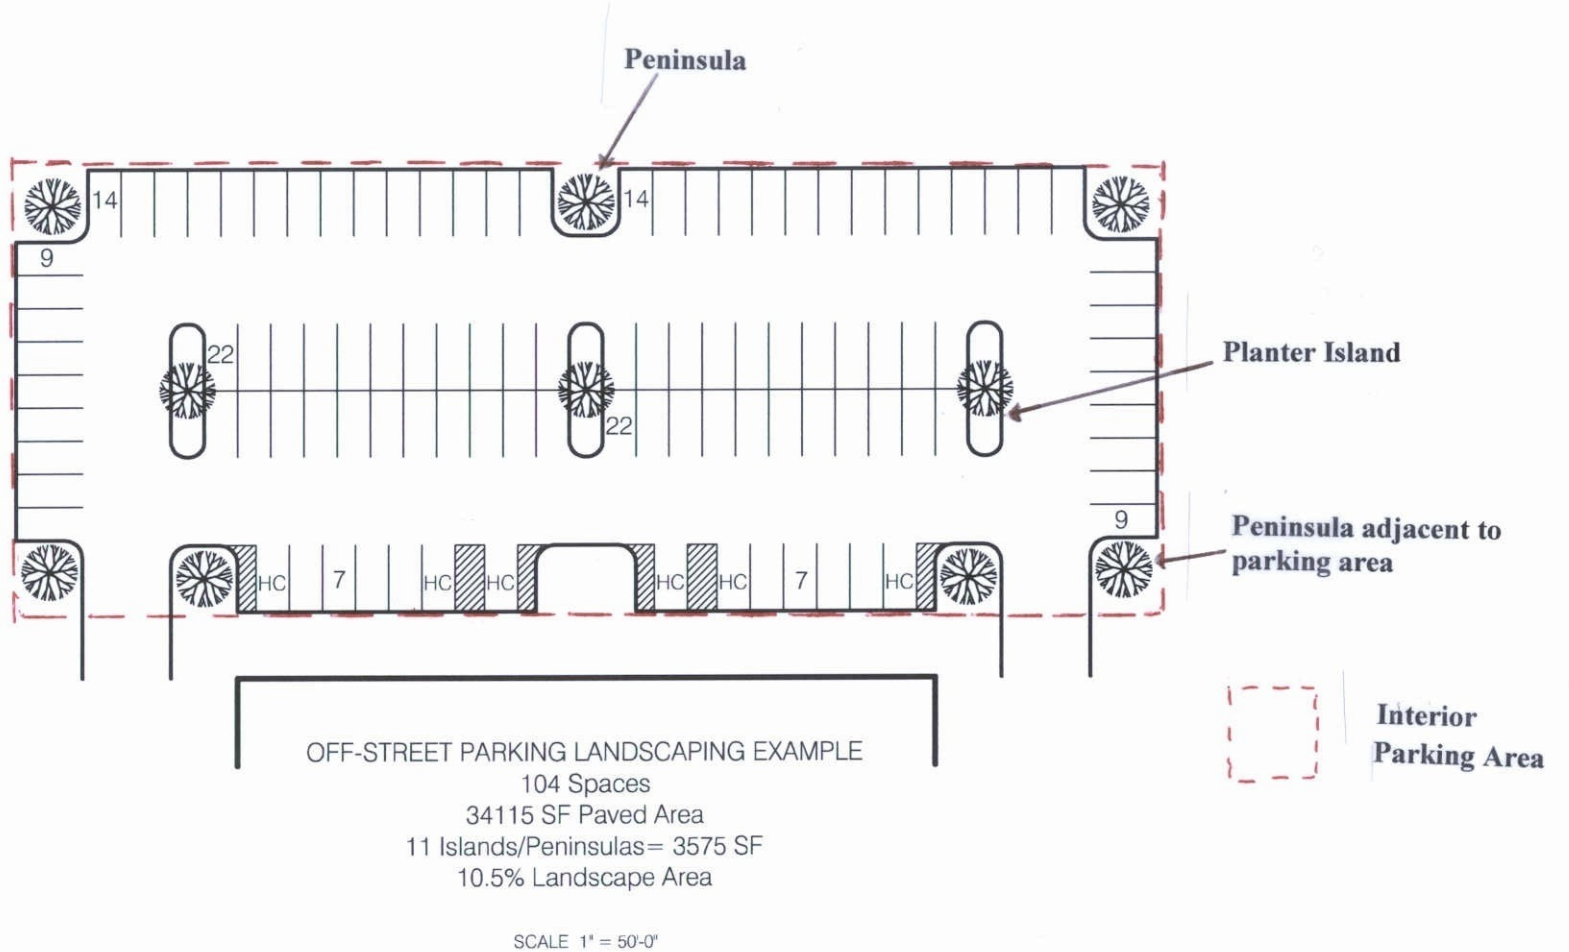 Peninsula
14
14
9
22
Planter Island
22
9
Peninsula adjacent to
parking area
HC 7 HC HC HC HC 7 HC
Interior
Parking Area
OFF-STREET PARKING LANDSCAPING EXAMPLE
104 Spaces
34115 SF Paved Area
11 Islands/Peninsulas= 3575 SF
10.5% Landscape Area
SCALE 1" = 50'-0"